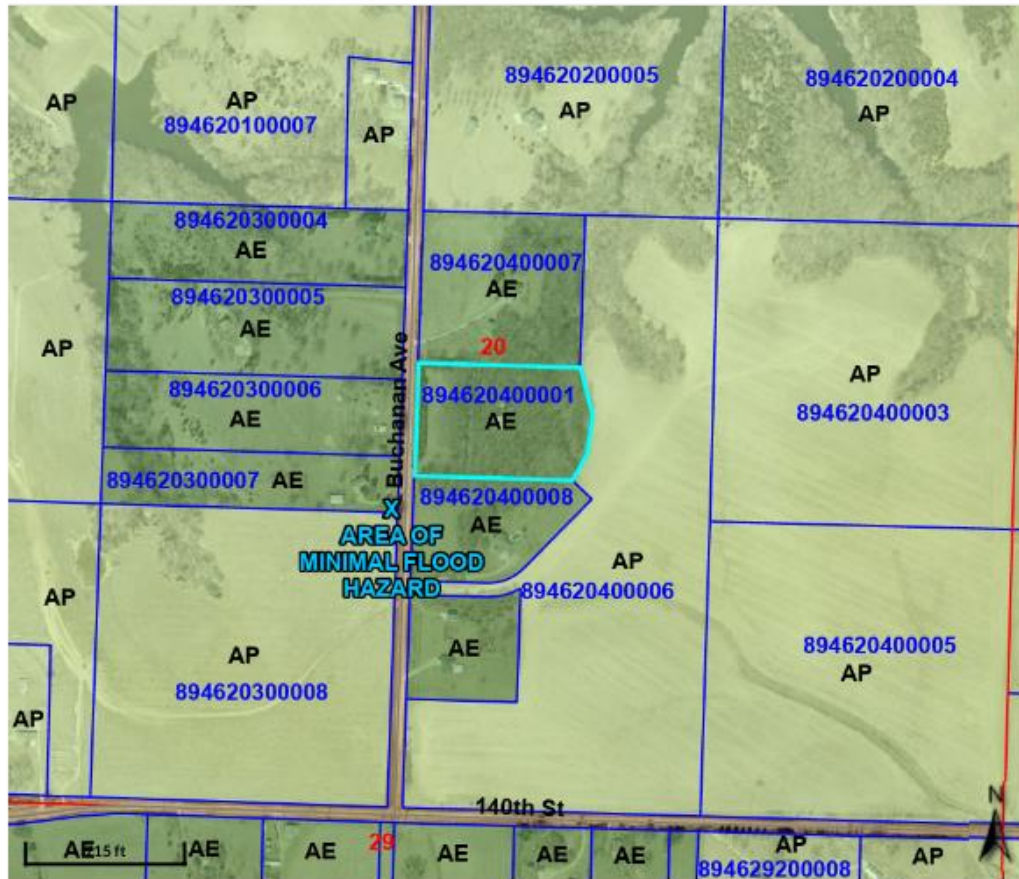 894620200005
894620200004
AP
AP
894620100007
AP
AP
AP
894620300004
AE
894620400007
AE
894620300005
AE
20
AP
AP
894620400003
894620300006
AE
894620400001
AE
Buchanan Ave
894620300007
AE
894620400008
AE
X
AREA OF
MINIMAL FLOOD
HAZARD
AP
894620400006
AP
AE
894620400005
AP
AP
894620300008
AP
N
140th St
29
AE
AE
AE
AE
AE
AE
AP
894629200008
AP